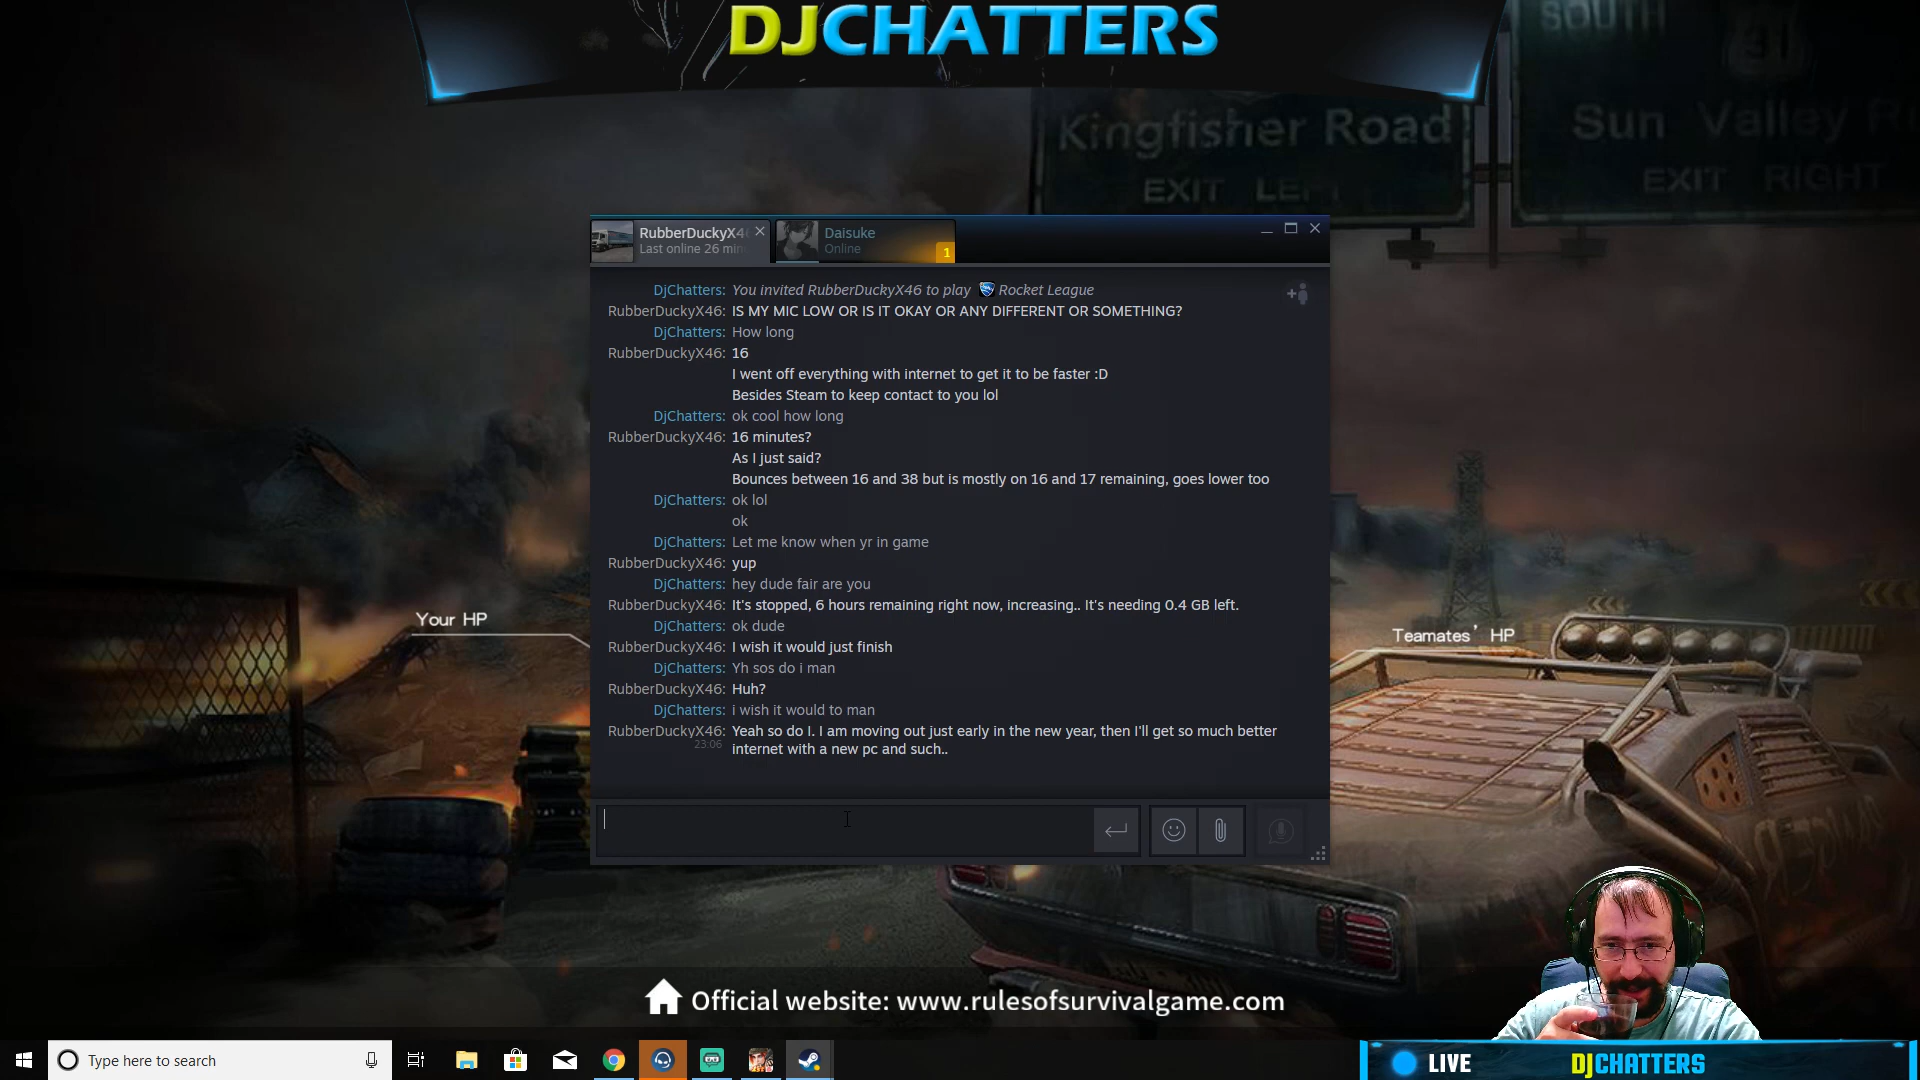 DJCHATTERS
SOUTH
31
Kingfisher Road
EXIT LEFT
Sun Valley
EXIT RIGHT
RubberDuckyX4
Last online 26 min
Daisuke
Online
1
DjChatters: You invited RubberDuckyX46 to play Rocket League
RubberDuckyX46: IS MY MIC LOW OR IS IT OKAY OR ANY DIFFERENT OR SOMETHING?
DjChatters: How long
RubberDuckyX46: 16
I went off everything with internet to get it to be faster :D
Besides Steam to keep contact to you lol
DjChatters: ok cool how long
RubberDuckyX46: 16 minutes?
As I just said?
Bounces between 16 and 38 but is mostly on 16 and 17 remaining, goes lower too
DjChatters: ok lol
ok
DjChatters: Let me know when yr in game
RubberDuckyX46: yup
DjChatters: hey dude fair are you
RubberDuckyX46: It's stopped, 6 hours remaining right now, increasing.. It's needing 0.4 GB left.
DjChatters: ok dude
RubberDuckyX46: I wish it would just finish
DjChatters: Yh sos do i man
RubberDuckyX46: Huh?
DjChatters: i wish it would to man
RubberDuckyX46: Yeah so do I. I am moving out just early in the new year, then I'll get so much better
23:06 internet with a new pc and such..
Your HP
Teammates' HP
Official website: www.rulesofsurvivalgame.com
Type here to search
LIVE
DJCHATTERS